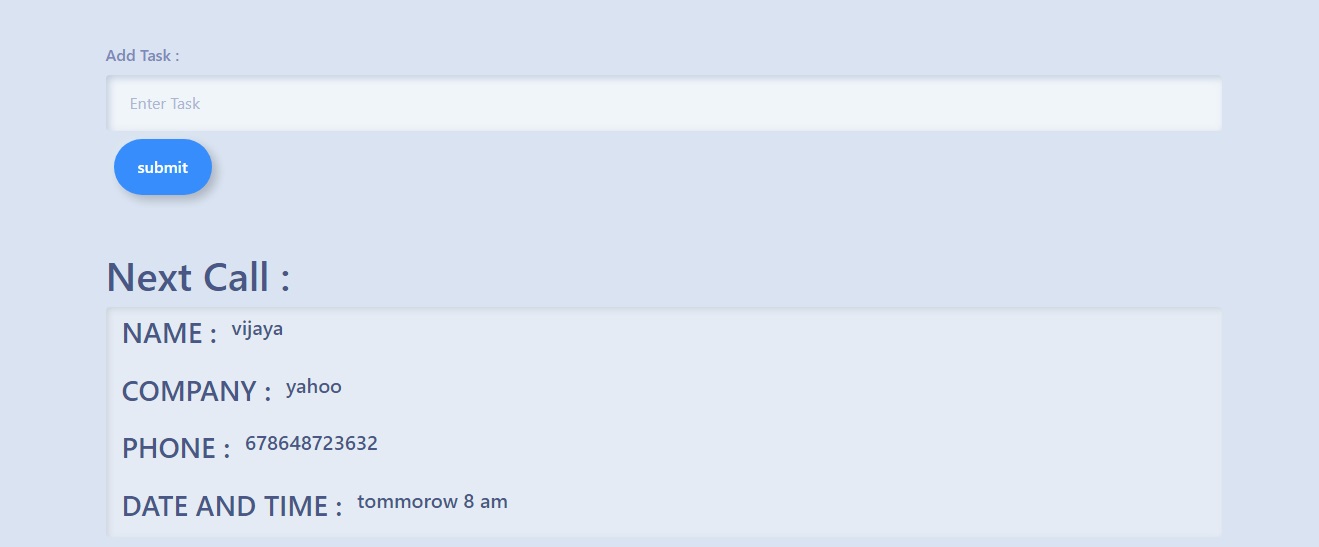 Add Task :
Enter Task
submit
Next Call :
NAME : vijaya
COMPANY : yahoo
PHONE : 678648723632
DATE AND TIME : tommorow 8 am